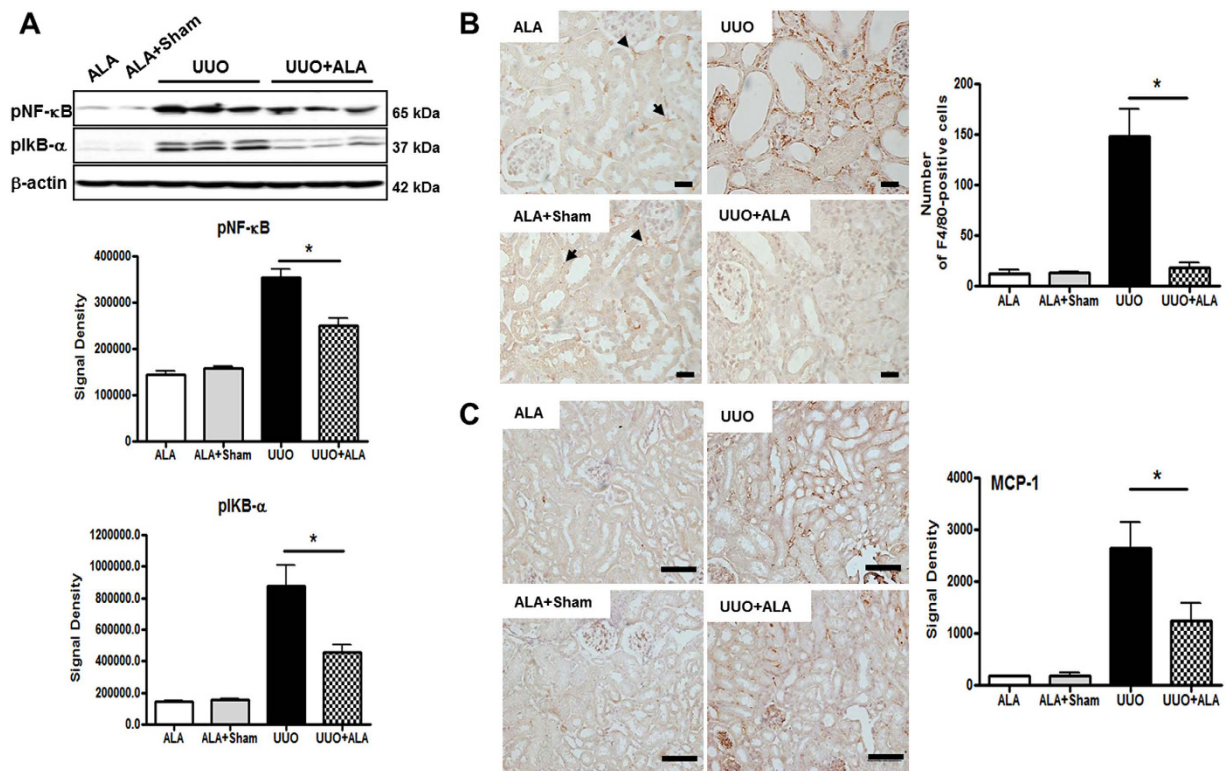 A
ALA
ALA+Sham
UUO
UUO+ALA
pNF-κB
65 kDa
pIkB-α
37 kDa
β-actin
42 kDa
pNF-κB
Signal Density
400000
300000
200000
100000
0
*
ALA
ALA+Sham
UUO
UUO+ALA
pIKB-α
Signal Density
1200000.0
1000000.0
800000.0
600000.0
400000.0
200000.0
0.0
*
ALA
ALA+Sham
UUO
UUO+ALA
B
ALA
UUO
ALA+Sham
UUO+ALA
Number
of F4/80-positive cells
200
150
100
50
0
*
ALA
ALA+Sham
UUO
UUO+ALA
C
ALA
UUO
ALA+Sham
UUO+ALA
MCP-1
Signal Density
4000
3000
2000
1000
0
*
ALA
ALA+Sham
UUO
UUO+ALA